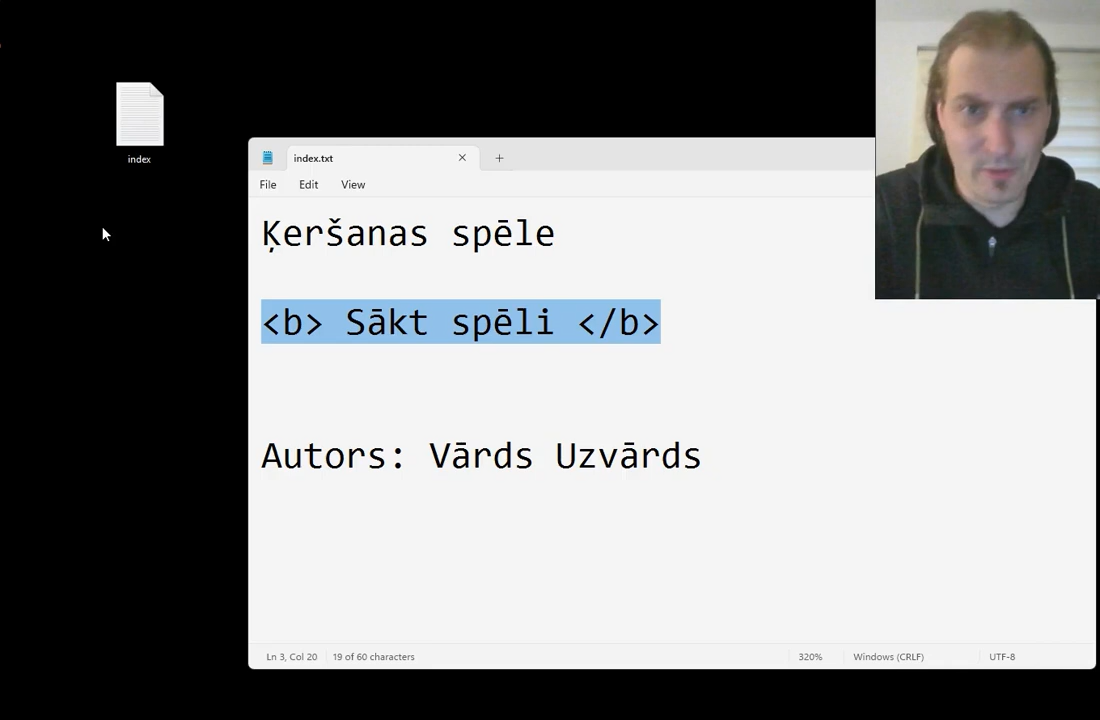 index
index.txt
File Edit View
Ķeršanas spēle
<b> Sākt spēli </b>
Autors: Vārds Uzvārds
Ln 3, Col 20 19 of 60 characters 320% Windows (CRLF) UTF-8